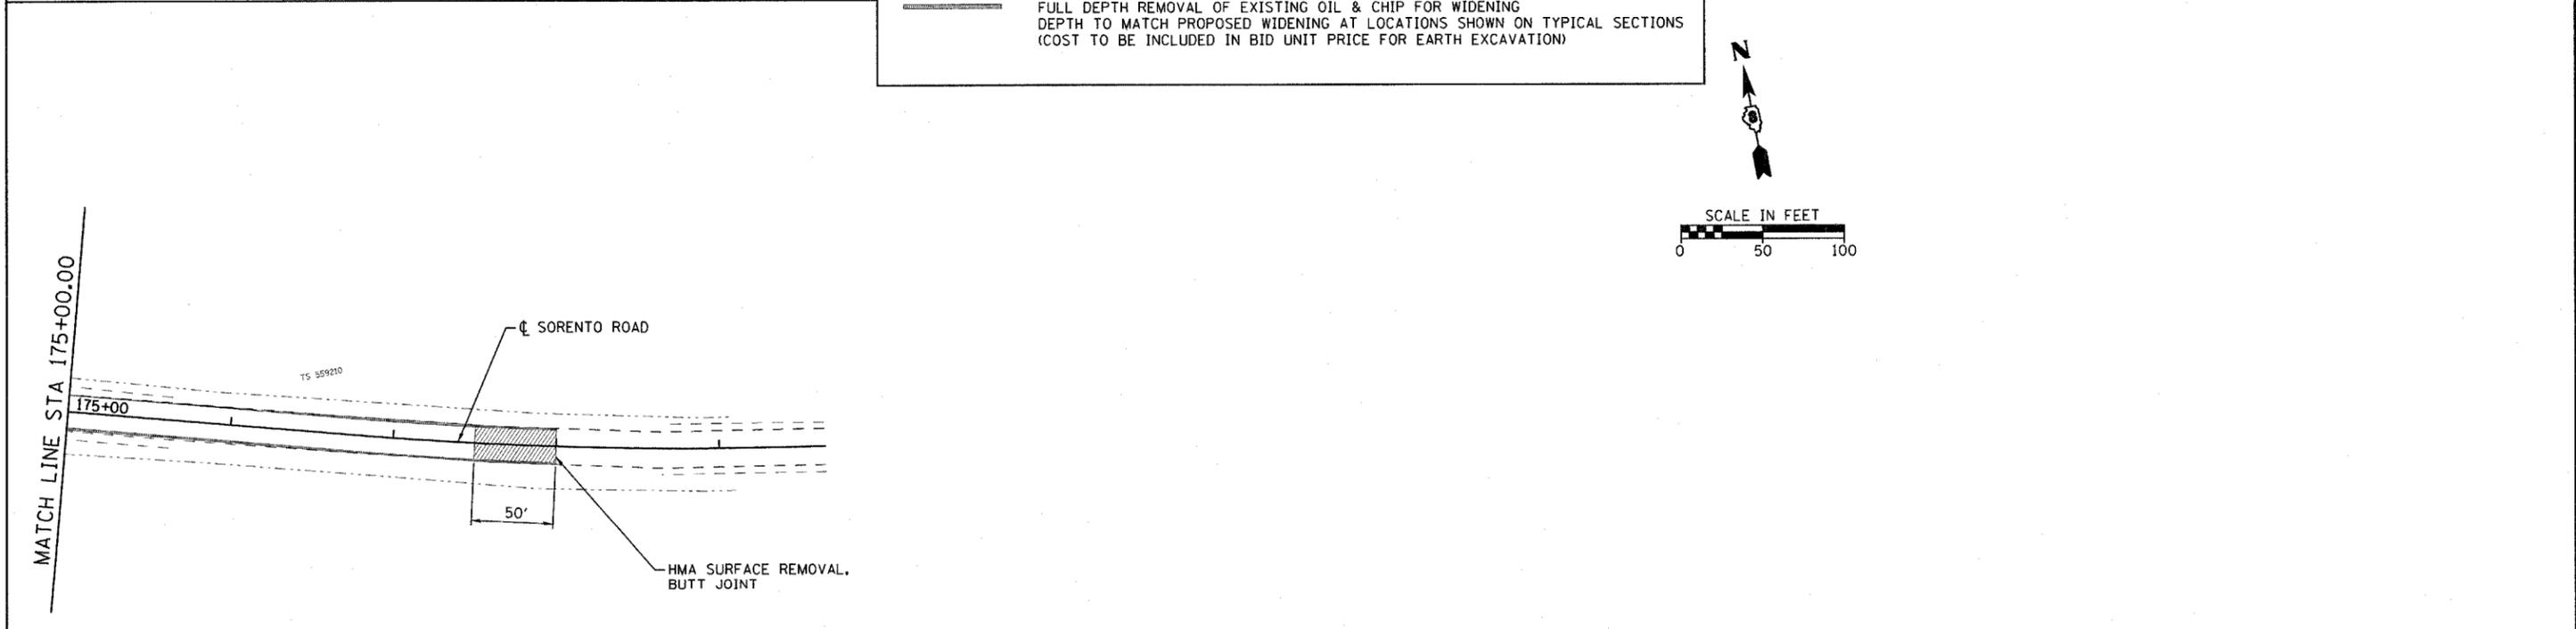 FULL DEPTH REMOVAL OF EXISTING OIL & CHIP FOR WIDENING
DEPTH TO MATCH PROPOSED WIDENING AT LOCATIONS SHOWN ON TYPICAL SECTIONS
(COST TO BE INCLUDED IN BID UNIT PRICE FOR EARTH EXCAVATION)
N
SCALE IN FEET
0 50 100
MATCH LINE STA 175+00.00
℄ SORENTO ROAD
TS 559210
175+00
50'
HMA SURFACE REMOVAL,
BUTT JOINT